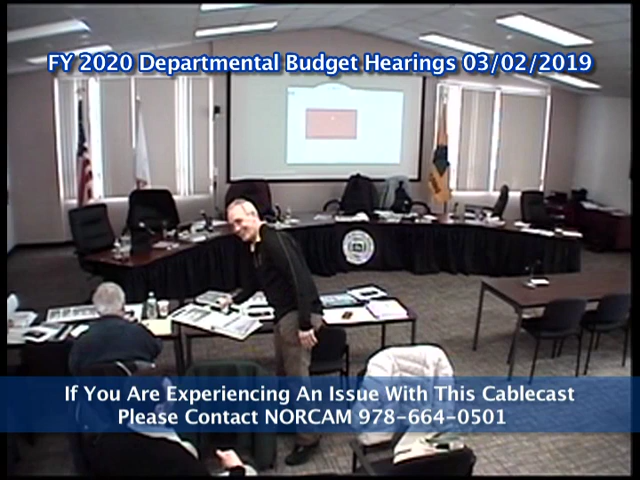 FY 2020 Departmental Budget Hearings 03/02/2019
If You Are Experiencing An Issue With This Cablecast
Please Contact NORCAM 978-664-0501